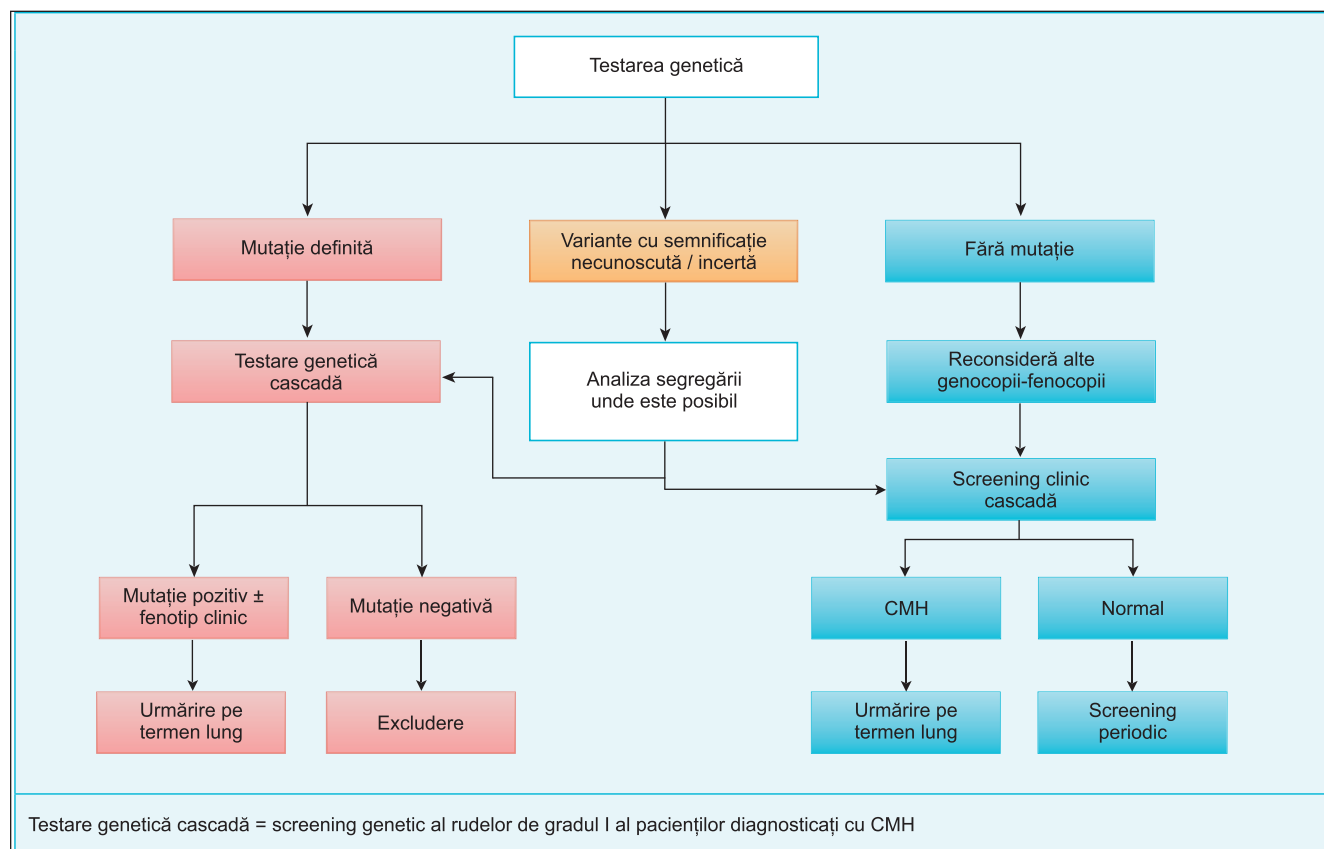 Testarea genetică
Mutație definită
Variante cu semnificație
necunoscută / incertă
Fără mutație
Testare genetică
cascadă
Analiza segregării
unde este posibil
Reconsideră alte
genocopii-fenocopii
Screening clinic
cascadă
Mutație pozitiv ±
fenotip clinic
Mutație negativă
CMH
Normal
Urmărire pe
termen lung
Excludere
Urmărire pe
termen lung
Screening
periodic
Testare genetică cascadă = screening genetic al rudelor de gradul I al pacienților diagnosticați cu CMH